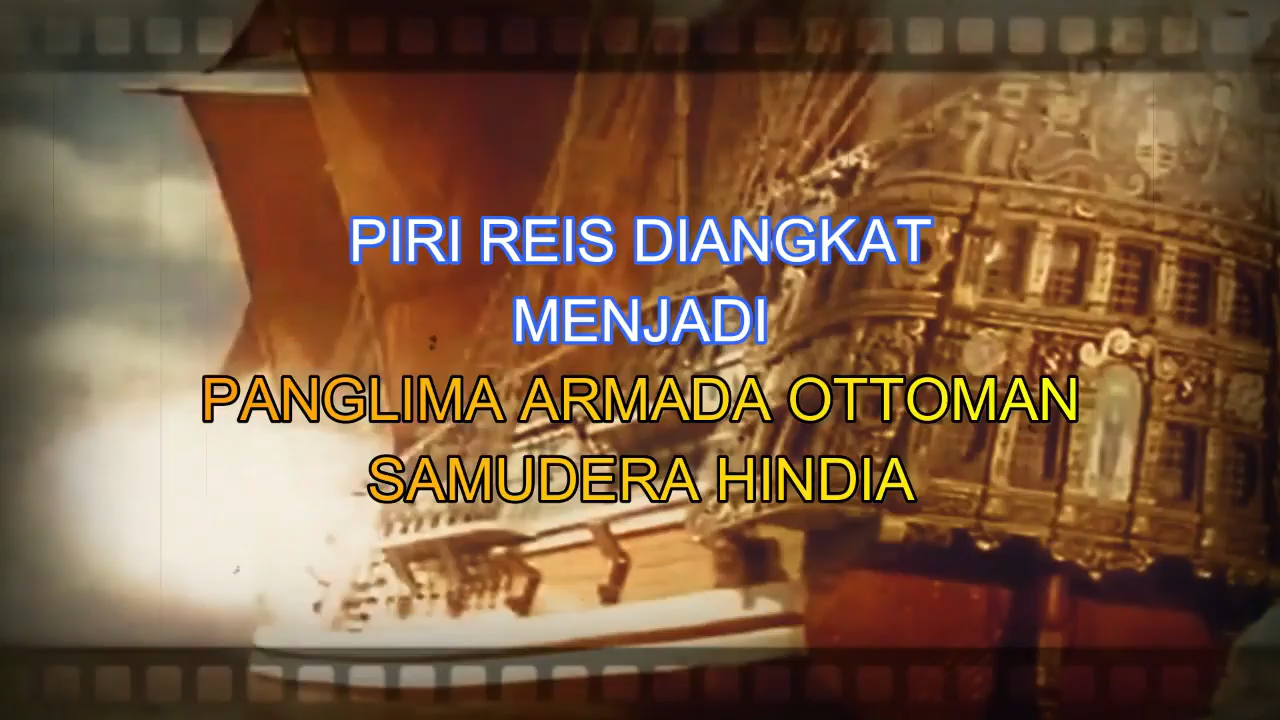 PIRI REIS DIANGKAT
MENJADI
PANGLIMA ARMADA OTTOMAN
SAMUDERA HINDIA